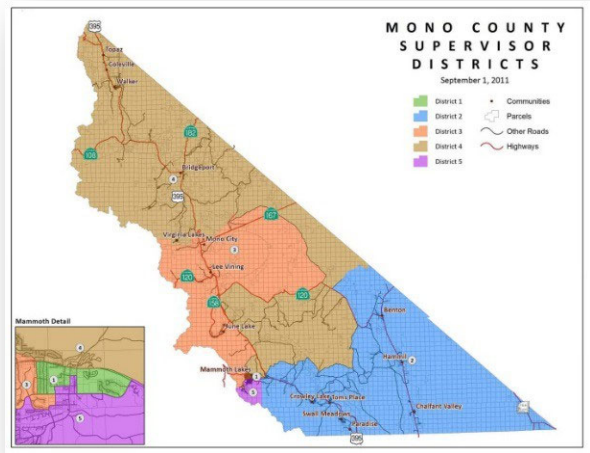 MONO COUNTY
SUPERVISOR
DISTRICTS
September 1, 2011
District 1
District 2
District 3
District 4
District 5
Communities
Parcels
Other Roads
Highways
395
Topaz
Coleville
Walker
182
108
Bridgeport
4
395
167
Virginia Lakes
Mono City
3
Lee Vining
120
120
158
June Lake
Benton
Mammoth Lakes
Hammil
2
Crowley Lake
Toms Place
Chalfant Valley
Swall Meadows
Paradise
395
Mammoth Detail
4
3
1
5